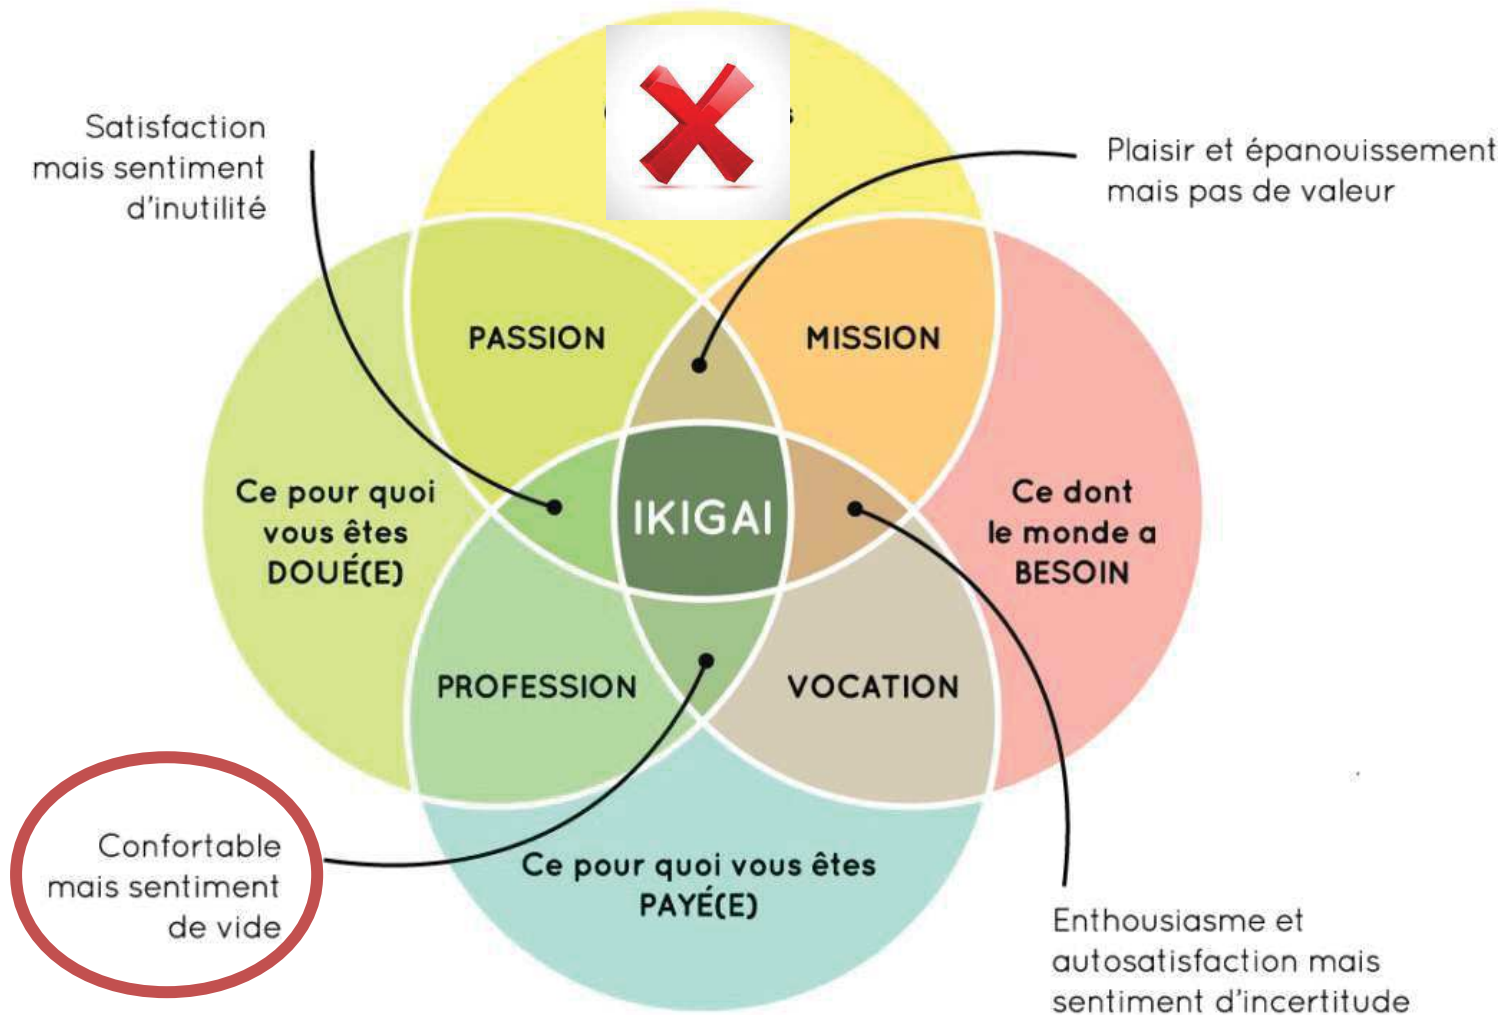 Satisfaction
mais sentiment
d'inutilité
Plaisir et épanouissement
mais pas de valeur
PASSION
MISSION
Ce pour quoi
vous êtes
DOUÉ(E)
IKIGAI
Ce dont
le monde a
BESOIN
PROFESSION
VOCATION
Confortable
mais sentiment
de vide
Ce pour quoi vous êtes
PAYÉ(E)
Enthousiasme et
autosatisfaction mais
sentiment d'incertitude